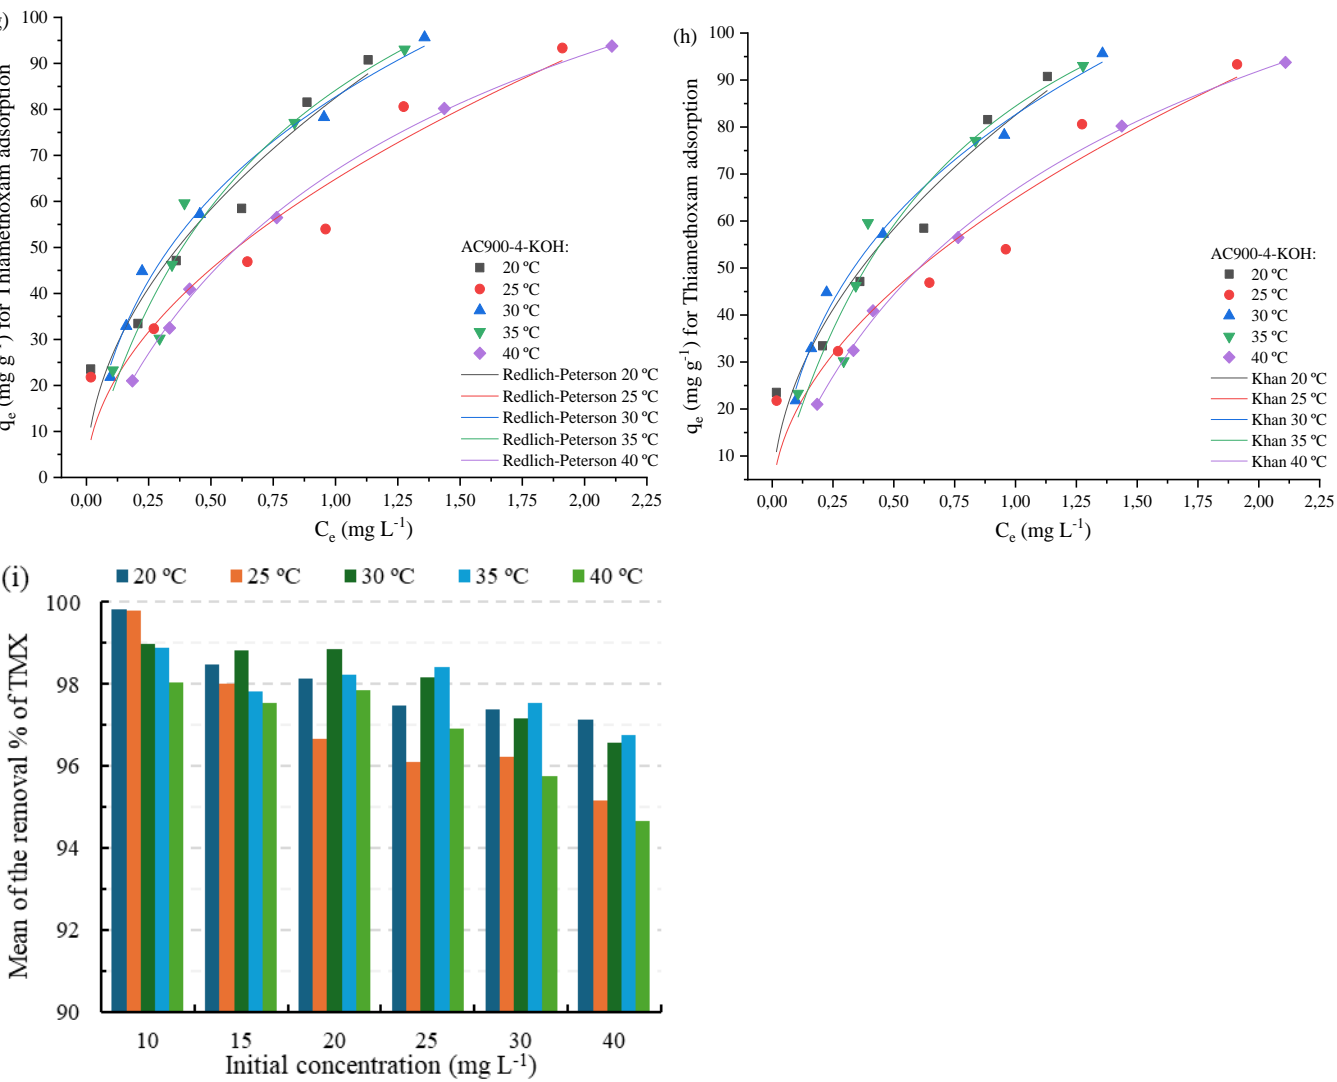 g)
q_e (mg g^-1) for Thiamethoxam adsorption
100
90
80
70
60
50
40
30
20
10
0
AC900-4-KOH:
20 ºC
25 ºC
30 ºC
35 ºC
40 ºC
Redlich-Peterson 20 ºC
Redlich-Peterson 25 ºC
Redlich-Peterson 30 ºC
Redlich-Peterson 35 ºC
Redlich-Peterson 40 ºC
0,00 0,25 0,50 0,75 1,00 1,25 1,50 1,75 2,00 2,25
C_e (mg L^-1)
(h)
q_e (mg g^-1) for Thiamethoxam adsorption
100
90
80
70
60
50
40
30
20
10
AC900-4-KOH:
20 ºC
25 ºC
30 ºC
35 ºC
40 ºC
Khan 20 ºC
Khan 25 ºC
Khan 30 ºC
Khan 35 ºC
Khan 40 ºC
0,00 0,25 0,50 0,75 1,00 1,25 1,50 1,75 2,00 2,25
C_e (mg L^-1)
(i)
20 ºC 25 ºC 30 ºC 35 ºC 40 ºC
Mean of the removal % of TMX
100
98
96
94
92
90
10 15 20 25 30 40
Initial concentration (mg L^-1)